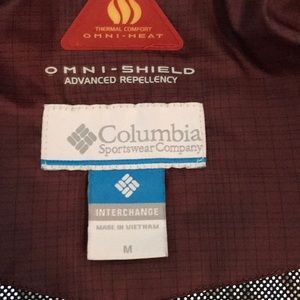 THERMAL COMFORT
OMNI-HEAT
OMNI-SHIELD
ADVANCED REPELLENCY
Columbia
Sportswear Company
INTERCHANGE
MADE IN VIETNAM
M